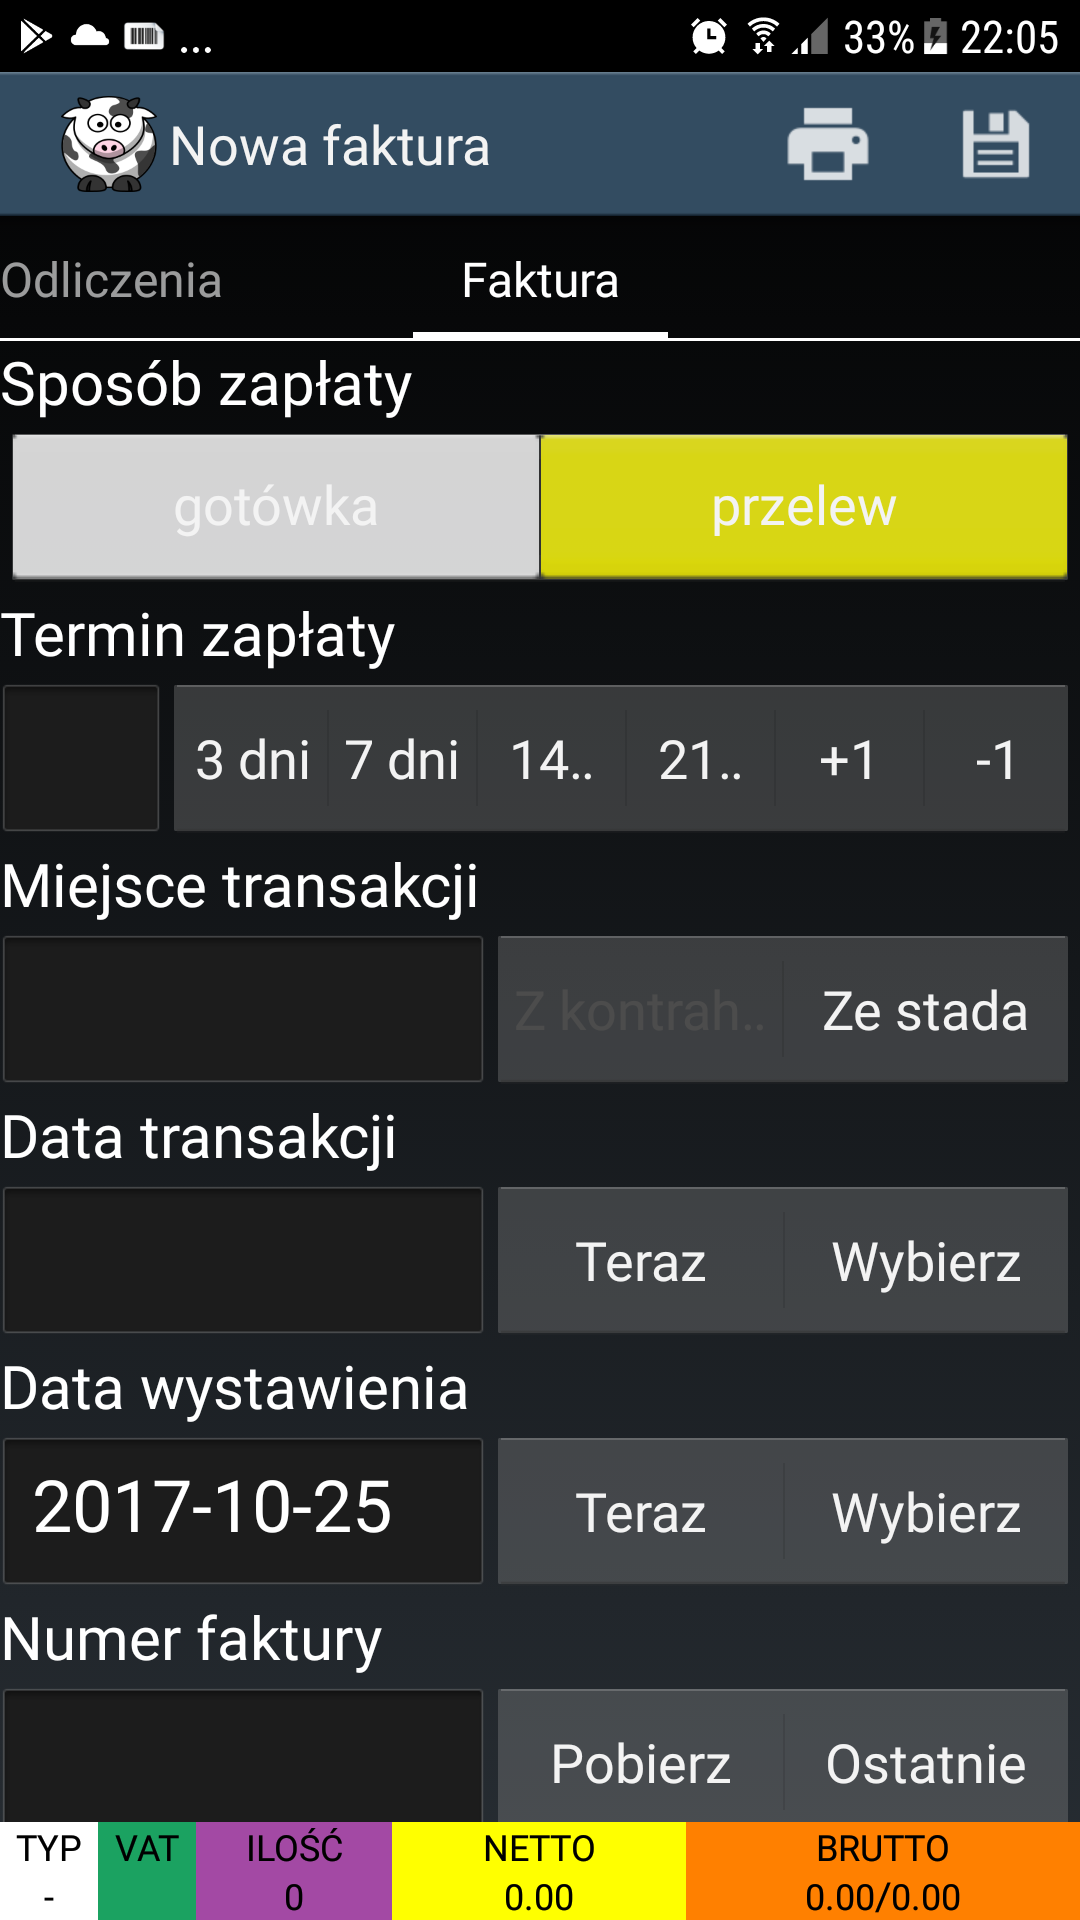 ... 33% 22:05
Nowa faktura
Odliczenia Faktura
Sposób zapłaty
gotówka przelew
Termin zapłaty
3 dni 7 dni 14.. 21.. +1 -1
Miejsce transakcji
Z kontrah.. Ze stada
Data transakcji
Teraz Wybierz
Data wystawienia
2017-10-25 Teraz Wybierz
Numer faktury
Pobierz Ostatnie
TYP VAT ILOŚĆ NETTO BRUTTO
- 0 0.00 0.00/0.00